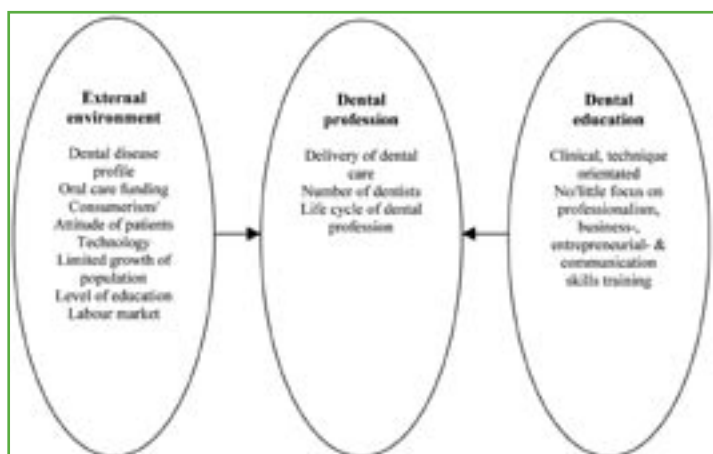 External
environment
Dental disease
profile
Oral care funding
Consumerism/
Attitude of patients
Technology
Limited growth of
population
Level of education
Labour market
Dental
profession
Delivery of dental
care
Number of dentists
Life cycle of dental
profession
Dental
education
Clinical, technique
orientated
No/little focus on
professionalism,
business-,
entrepreneurial- &
communication
skills training